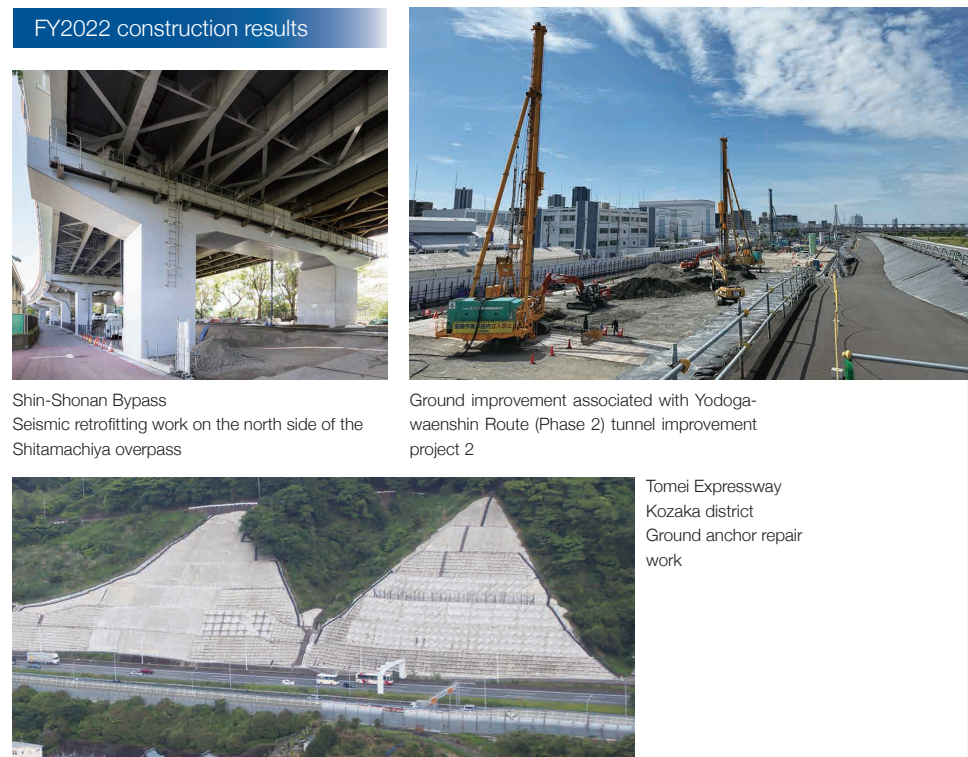 FY2022 construction results
Shin-Shonan Bypass
Seismic retrofitting work on the north side of the
Shitamachiya overpass
Ground improvement associated with Yodoga-
waenshin Route (Phase 2) tunnel improvement
project 2
Tomei Expressway
Kozaka district
Ground anchor repair
work